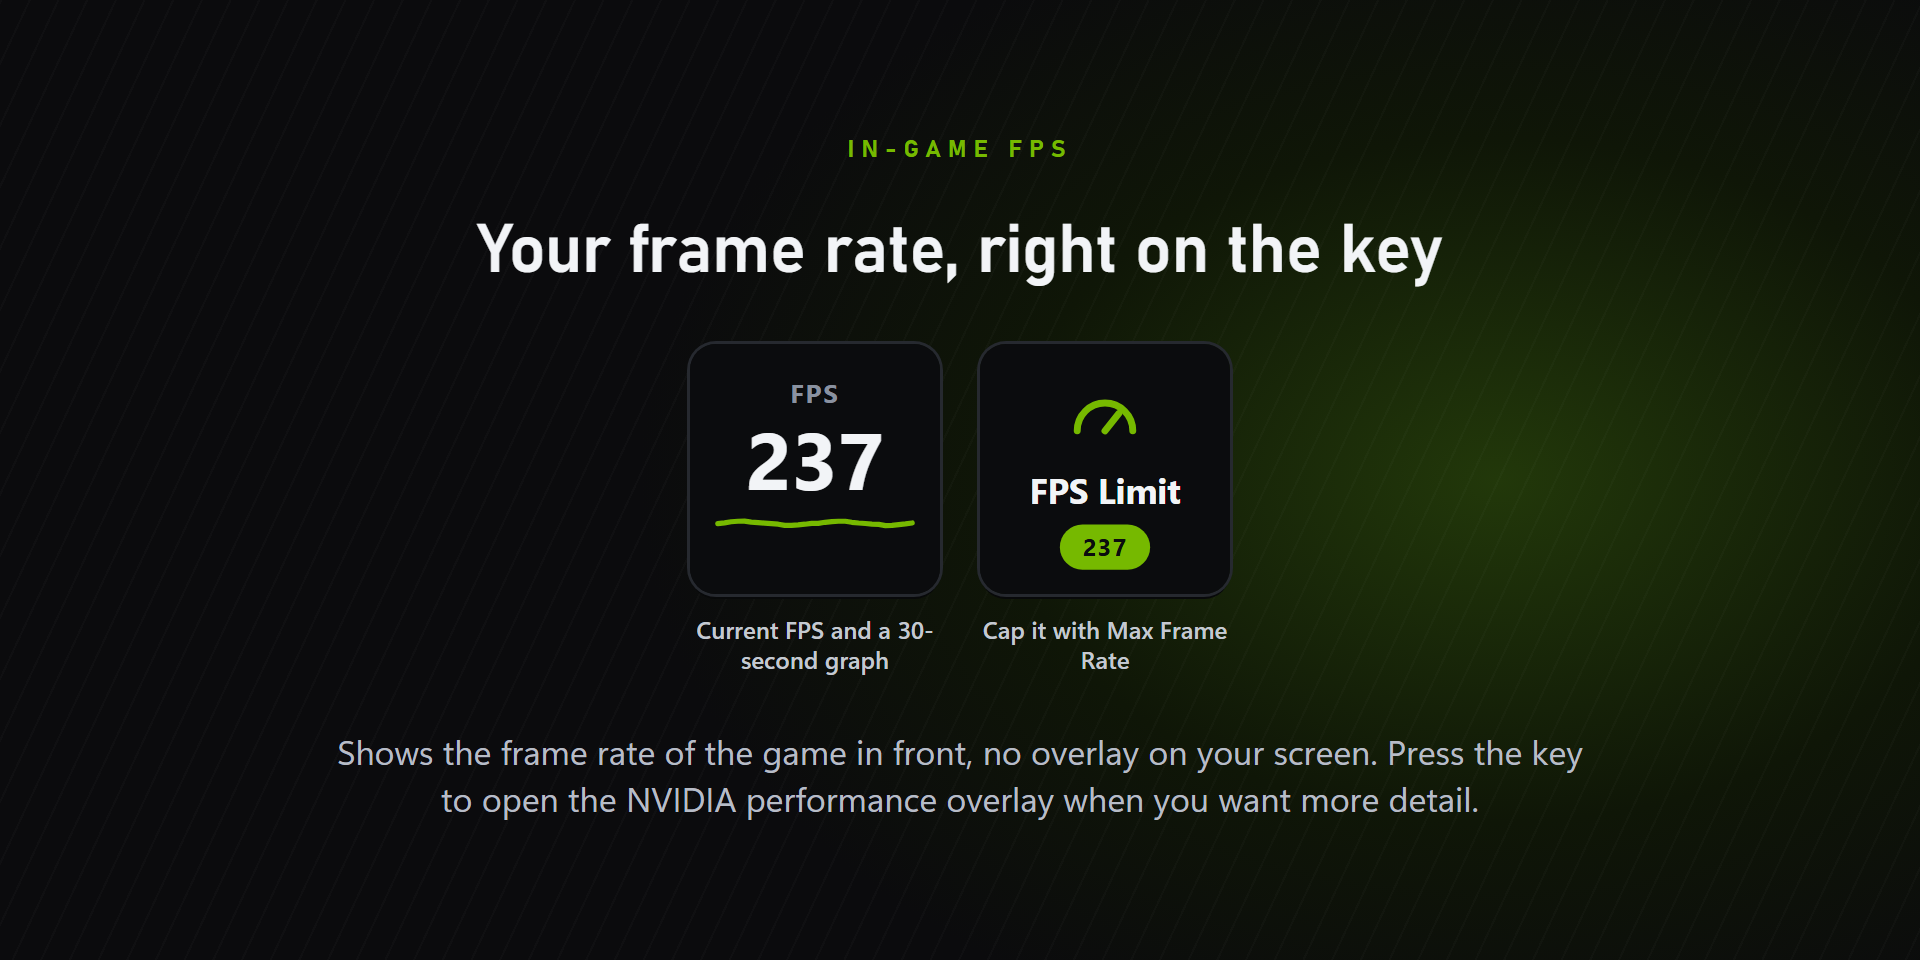 IN-GAME FPS
Your frame rate, right on the key
FPS
237
FPS Limit
237
Current FPS and a 30-
second graph
Cap it with Max Frame
Rate
Shows the frame rate of the game in front, no overlay on your screen. Press the key
to open the NVIDIA performance overlay when you want more detail.